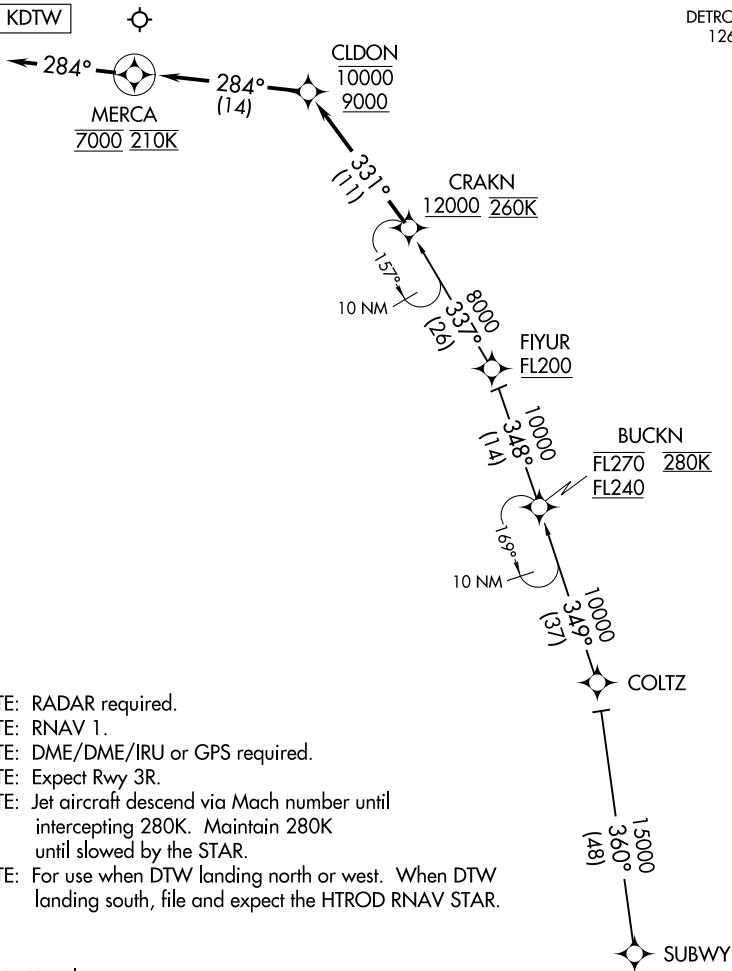 KDTW
DETRO
126
284°
284°
(14)
CLDON
10000
9000
MERCA
7000 210K
331°
(11)
CRAKN
12000 260K
157°
10 NM
8000
337°
(26)
FIYUR
FL200
10000
348°
(14)
BUCKN
FL270 280K
FL240
169°
10 NM
10000
349°
(37)
COLTZ
TE: RADAR required.
TE: RNAV 1.
TE: DME/DME/IRU or GPS required.
TE: Expect Rwy 3R.
TE: Jet aircraft descend via Mach number until
intercepting 280K. Maintain 280K
until slowed by the STAR.
TE: For use when DTW landing north or west. When DTW
landing south, file and expect the HTROD RNAV STAR.
15000
360°
(48)
SUBWY